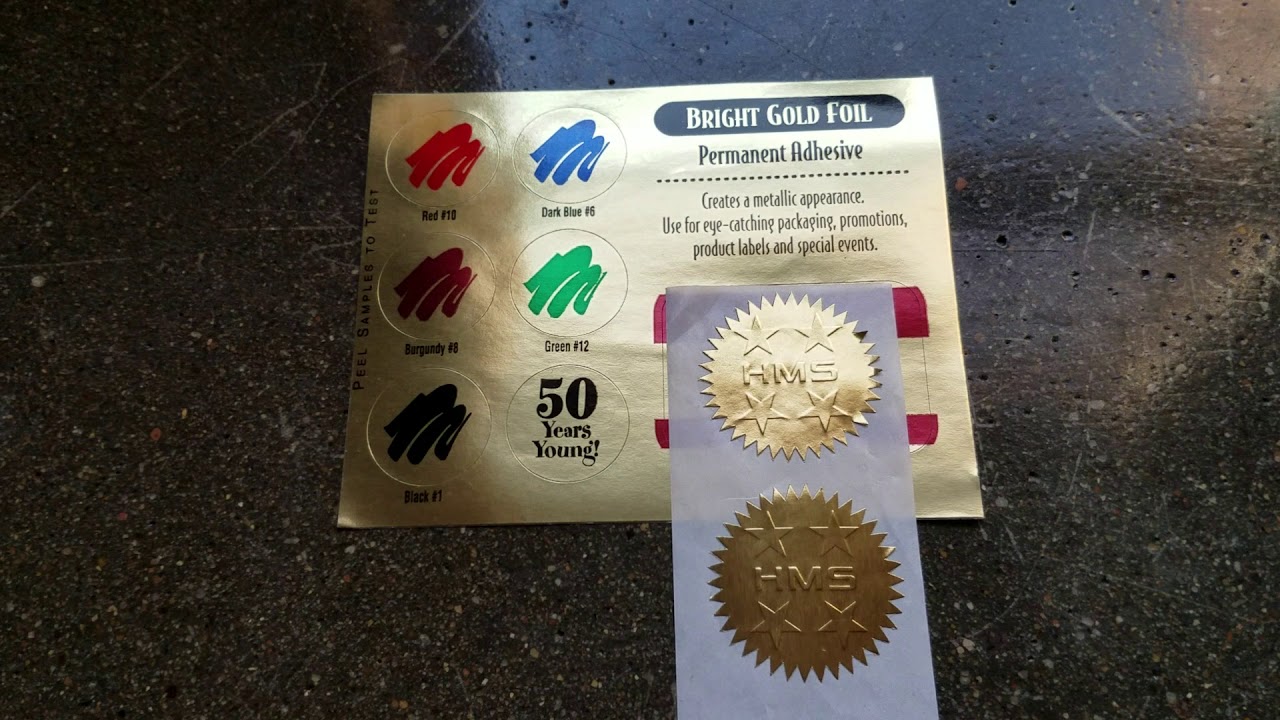 PEEL SAMPLES TO TEST
Red #10
Dark Blue #6
Burgundy #8
Green #12
Black #1
50
Years
Young!
BRIGHT GOLD FOIL
Permanent Adhesive
Creates a metallic appearance.
Use for eye-catching packaging, promotions,
product labels and special events.
HMS
HMS